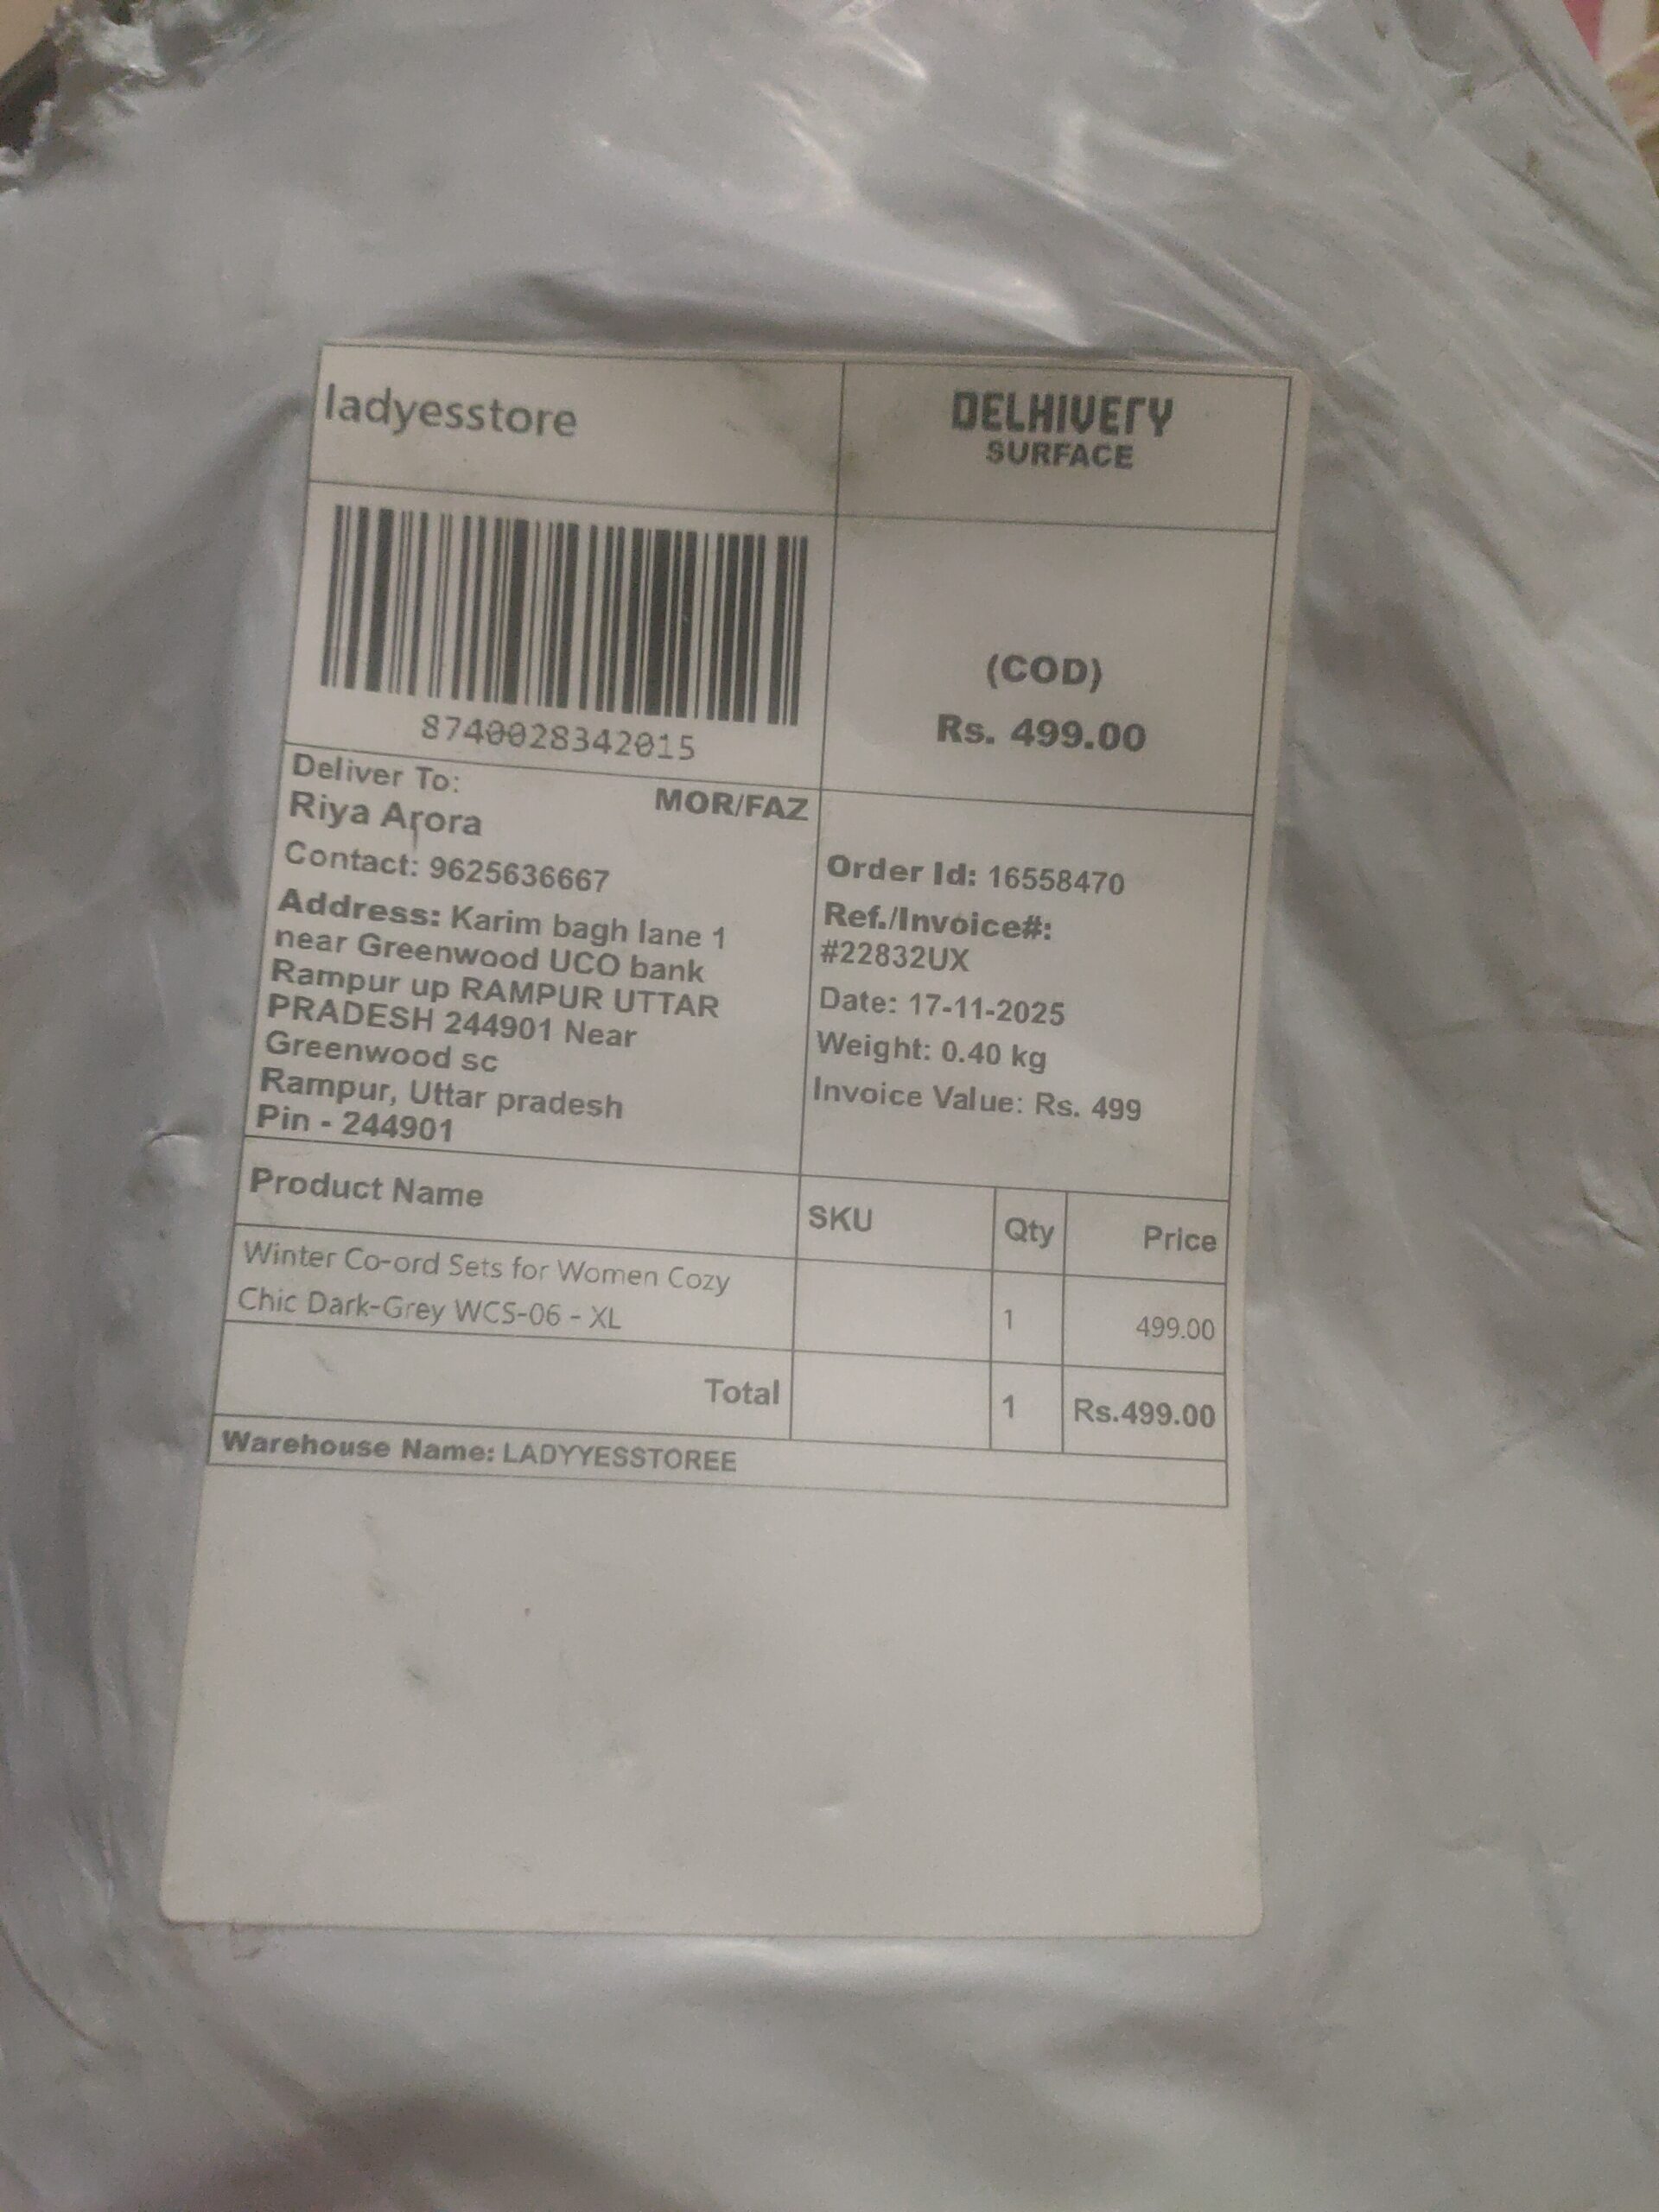 ladyesstore
DELHIVERY
SURFACE
8740028342015
(COD)
Rs. 499.00
Deliver To:
MOR/FAZ
Riya Arora
Contact: 9625636667
Address: Karim bagh lane 1
near Greenwood UCO bank
Rampur up RAMPUR UTTAR
PRADESH 244901 Near
Greenwood sc
Rampur, Uttar pradesh
Pin - 244901
Order Id: 16558470
Ref./Invoice#:
#22832UX
Date: 17-11-2025
Weight: 0.40 kg
Invoice Value: Rs. 499
Product Name SKU Qty Price
Winter Co-ord Sets for Women Cozy
Chic Dark-Grey WCS-06 - XL 1 499.00
Total 1 Rs.499.00
Warehouse Name: LADYYESSTOREE